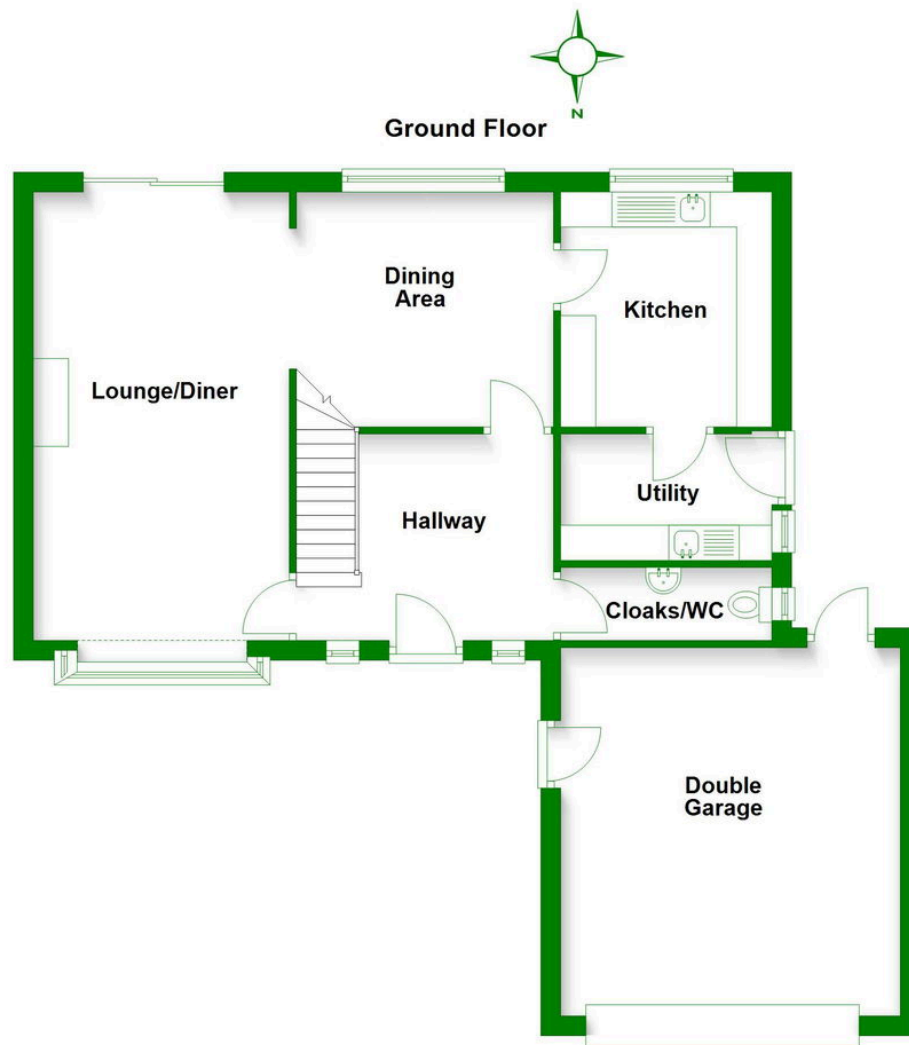 N
Ground Floor
Dining
Area
Kitchen
Lounge/Diner
Utility
Hallway
Cloaks/WC
Double
Garage